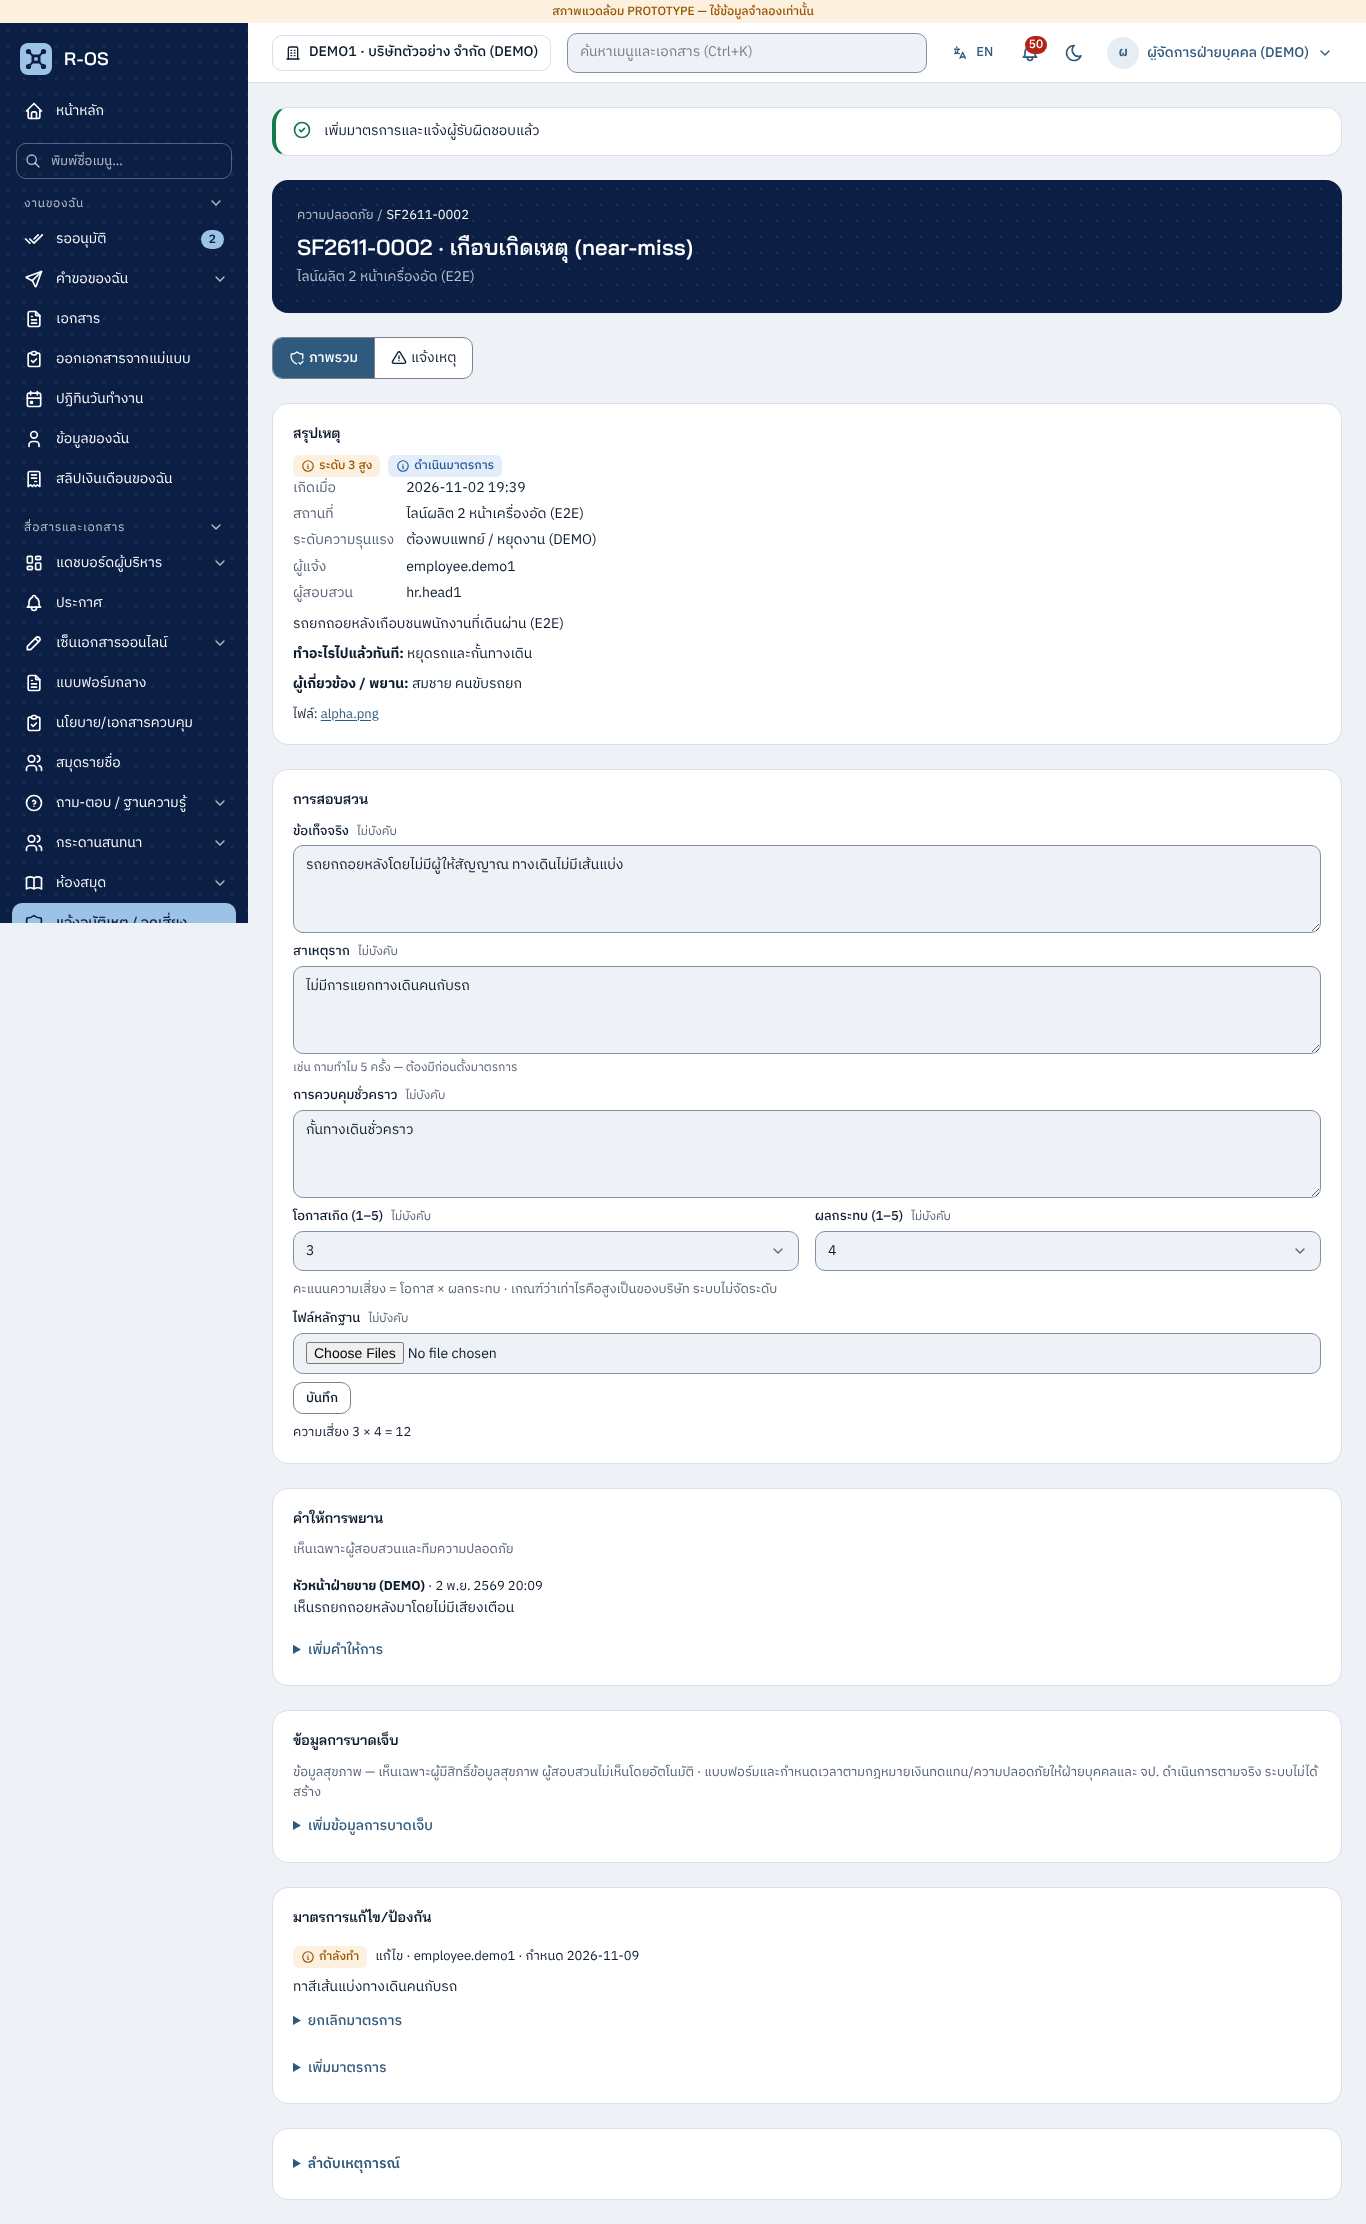 สภาพแวดล้อม PROTOTYPE — ใช้ข้อมูลจำลองเท่านั้น
R-OS
DEMO1 · บริษัทตัวอย่าง จำกัด (DEMO)
ค้นหาเมนูและเอกสาร (Ctrl+K)
EN
50
ผ
ผู้จัดการฝ่ายบุคคล (DEMO)
หน้าหลัก
พิมพ์ชื่อเมนู...
งานของฉัน
รออนุมัติ
2
คำขอของฉัน
เอกสาร
ออกเอกสารจากแม่แบบ
ปฏิทินวันทำงาน
ข้อมูลของฉัน
สลิปเงินเดือนของฉัน
สื่อสารและเอกสาร
แดชบอร์ดผู้บริหาร
ประกาศ
เซ็นเอกสารออนไลน์
แบบฟอร์มกลาง
นโยบาย/เอกสารควบคุม
สมุดรายชื่อ
ถาม-ตอบ / ฐานความรู้
กระดานสนทนา
ห้องสมุด
แจ้งอุบัติเหตุ / จุดเสี่ยง
เพิ่มมาตรการและแจ้งผู้รับผิดชอบแล้ว
ความปลอดภัย / SF2611-0002
SF2611-0002 · เกือบเกิดเหตุ (near-miss)
ไลน์ผลิต 2 หน้าเครื่องอัด (E2E)
ภาพรวม
แจ้งเหตุ
สรุปเหตุ
ระดับ 3 สูง
ดำเนินมาตรการ
เกิดเมื่อ 2026-11-02 19:39
สถานที่ ไลน์ผลิต 2 หน้าเครื่องอัด (E2E)
ระดับความรุนแรง ต้องพบแพทย์ / หยุดงาน (DEMO)
ผู้แจ้ง employee.demo1
ผู้สอบสวน hr.head1
รถยกถอยหลังเกือบชนพนักงานที่เดินผ่าน (E2E)
ทำอะไรไปแล้วทันที: หยุดรถและกั้นทางเดิน
ผู้เกี่ยวข้อง / พยาน: สมชาย คนขับรถยก
ไฟล์: alpha.png
การสอบสวน
ข้อเท็จจริง ไม่บังคับ
รถยกถอยหลังโดยไม่มีผู้ให้สัญญาณ ทางเดินไม่มีเส้นแบ่ง
สาเหตุราก ไม่บังคับ
ไม่มีการแยกทางเดินคนกับรถ
เช่น ถามทำไม 5 ครั้ง — ต้องมีก่อนตั้งมาตรการ
การควบคุมชั่วคราว ไม่บังคับ
กั้นทางเดินชั่วคราว
โอกาสเกิด (1–5) ไม่บังคับ
ผลกระทบ (1–5) ไม่บังคับ
3
4
คะแนนความเสี่ยง = โอกาส × ผลกระทบ · เกณฑ์ว่าเท่าไรคือสูงเป็นของบริษัท ระบบไม่จัดระดับ
ไฟล์หลักฐาน ไม่บังคับ
Choose Files No file chosen
บันทึก
ความเสี่ยง 3 × 4 = 12
คำให้การพยาน
เห็นเฉพาะผู้สอบสวนและทีมความปลอดภัย
หัวหน้าฝ่ายขาย (DEMO) · 2 พ.ย. 2569 20:09
เห็นรถยกถอยหลังมาโดยไม่มีเสียงเตือน
เพิ่มคำให้การ
ข้อมูลการบาดเจ็บ
ข้อมูลสุขภาพ — เห็นเฉพาะผู้มีสิทธิ์ข้อมูลสุขภาพ ผู้สอบสวนไม่เห็นโดยอัตโนมัติ · แบบฟอร์มและกำหนดเวลาตามกฎหมายเงินทดแทน/ความปลอดภัยให้ฝ่ายบุคคลและ จป. ดำเนินการตามจริง ระบบไม่ได้
สร้าง
เพิ่มข้อมูลการบาดเจ็บ
มาตรการแก้ไข/ป้องกัน
กำลังทำ
แก้ไข · employee.demo1 · กำหนด 2026-11-09
ทาสีเส้นแบ่งทางเดินคนกับรถ
ยกเลิกมาตรการ
เพิ่มมาตรการ
ลำดับเหตุการณ์